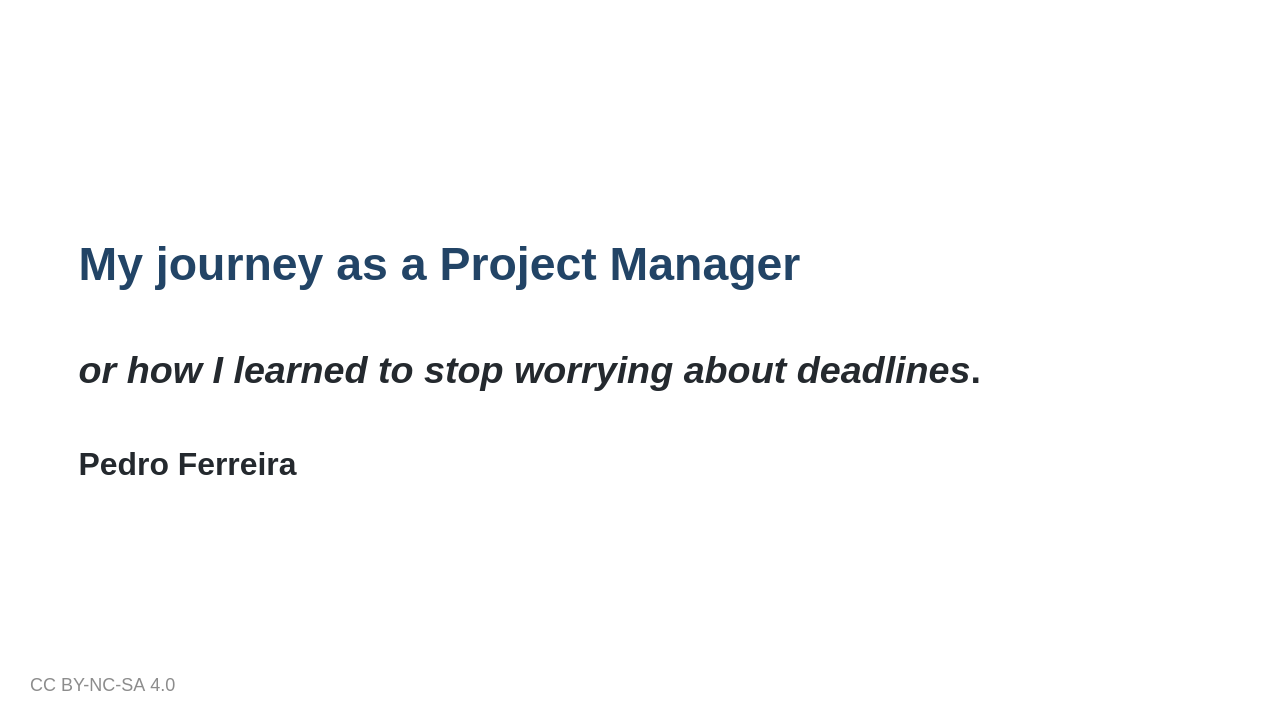 My journey as a Project Manager
or how I learned to stop worrying about deadlines.
Pedro Ferreira
CC BY-NC-SA 4.0